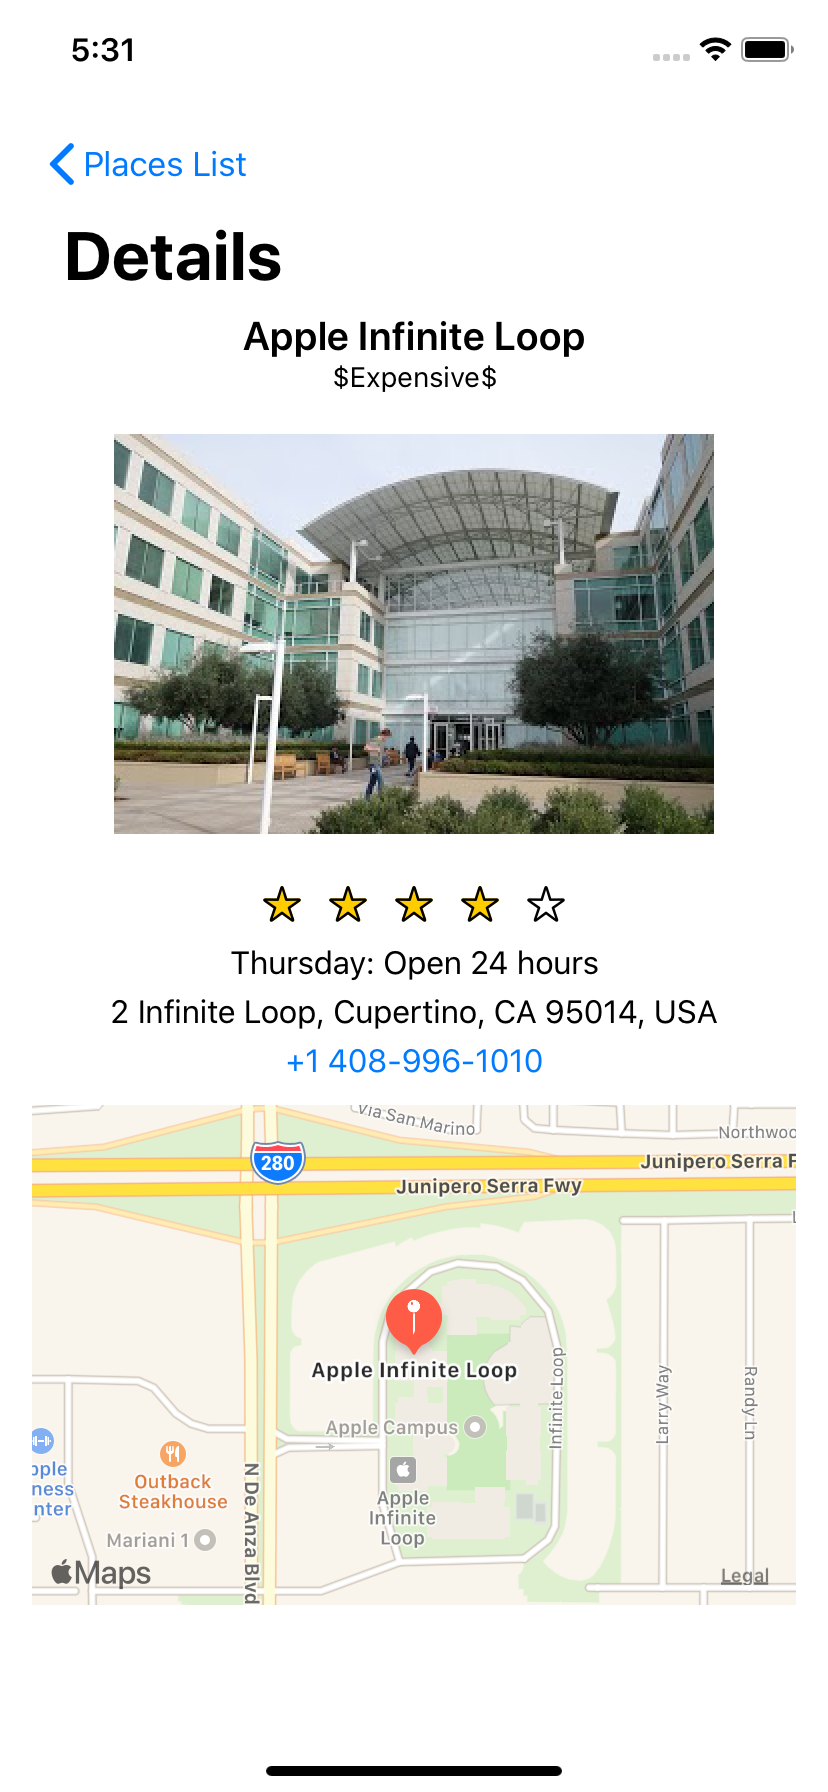 5:31
Places List
Details
Apple Infinite Loop
$Expensive$
Thursday: Open 24 hours
2 Infinite Loop, Cupertino, CA 95014, USA
+1 408-996-1010
Via San Marino
Northwoo
280
Junipero Serra F
Junipero Serra Fwy
Apple Infinite Loop
Infinite Loop
Larry Way
Randy Ln
Apple Campus
pple
ness
nter
Outback
Steakhouse
N De Anza Blvd
Apple
Infinite
Loop
Mariani 1
Maps
Legal